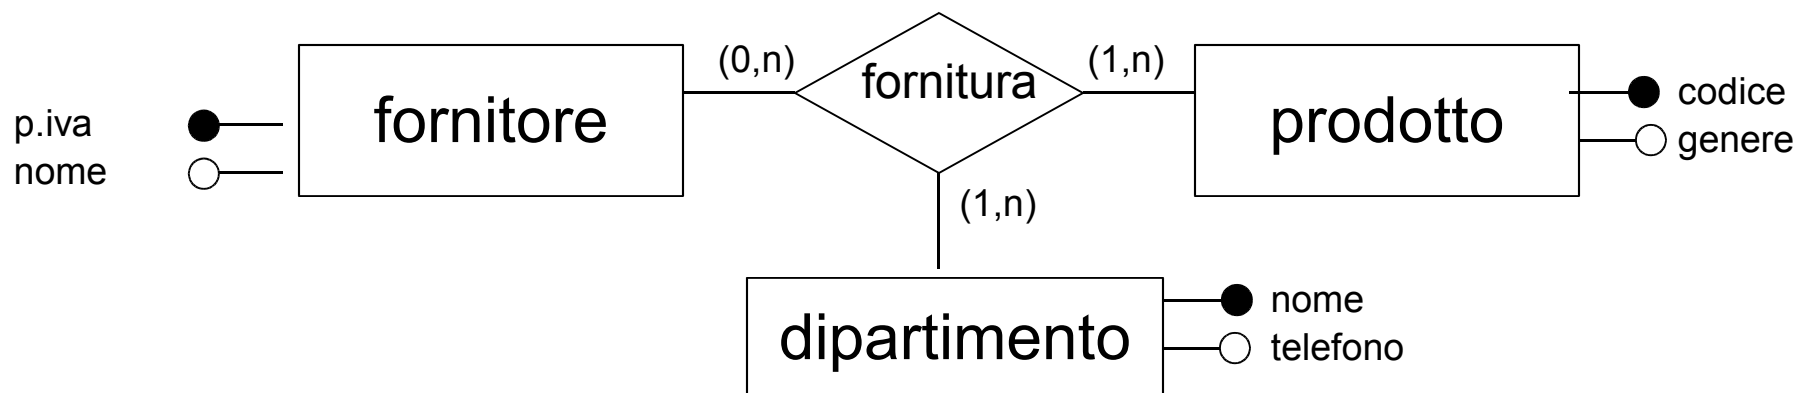 (0,n)
fornitura
(1,n)
p.iva
nome
fornitore
prodotto
codice
genere
(1,n)
dipartimento
nome
telefono